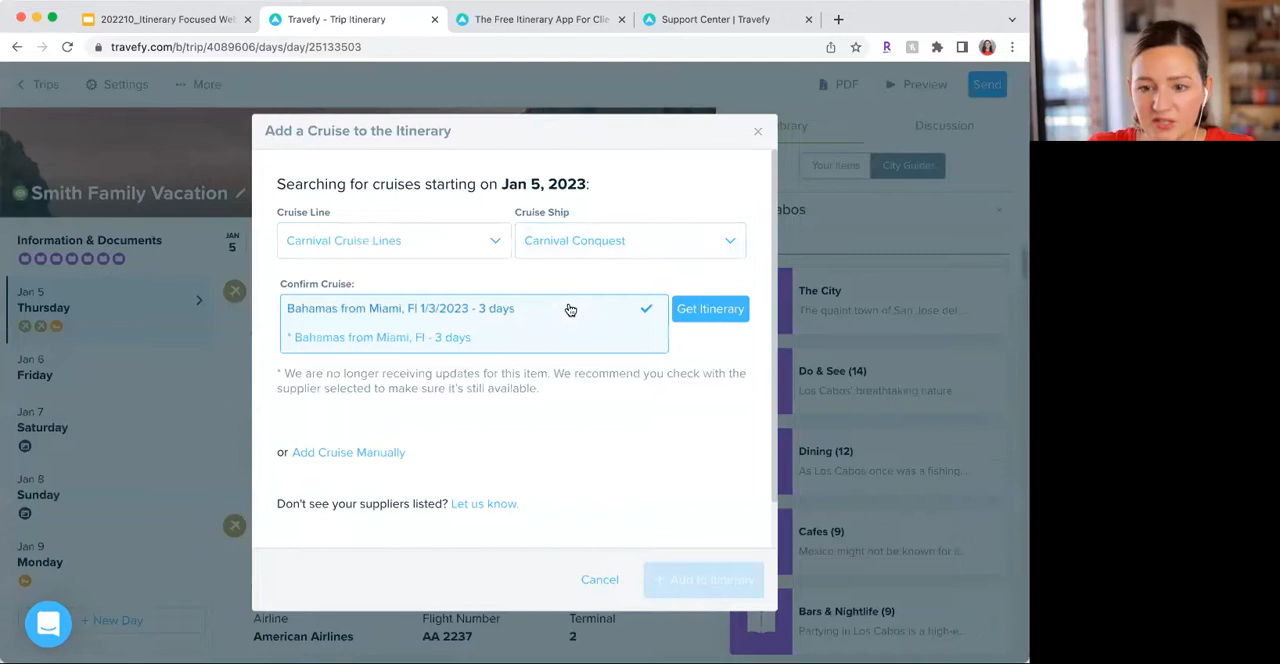 202210_Itinerary Focused Web
Travefy - Trip Itinerary
The Free Itinerary App For Clie
Support Center | Travefy
travefy.com/b/trip/4089606/days/day/25133503
Trips
Settings
More
PDF
Preview
Send
Discussion
Your Items
City Guides
Smith Family Vacation
Information & Documents
JAN
5
Jan 5
Thursday
Jan 6
Friday
Jan 7
Saturday
Jan 8
Sunday
Jan 9
Monday
+ New Day
Add a Cruise to the Itinerary
Searching for cruises starting on Jan 5, 2023:
Cruise Line
Cruise Ship
Carnival Cruise Lines
Carnival Conquest
Confirm Cruise:
Bahamas from Miami, Fl 1/3/2023 - 3 days
Get Itinerary
* Bahamas from Miami, Fl - 3 days
* We are no longer receiving updates for this item. We recommend you check with the
supplier selected to make sure it's still available.
or Add Cruise Manually
Don't see your suppliers listed? Let us know.
Cancel
+ Add to Itinerary
Airline
American Airlines
Flight Number
AA 2237
Terminal
2
The City
The quaint town of San Jose del ...
Do & See (14)
Los Cabos' breathtaking nature
Dining (12)
As Los Cabos once was a fishing...
Cafes (9)
Mexico might not be known for it...
Bars & Nightlife (9)
Partying in Los Cabos is a high-e...